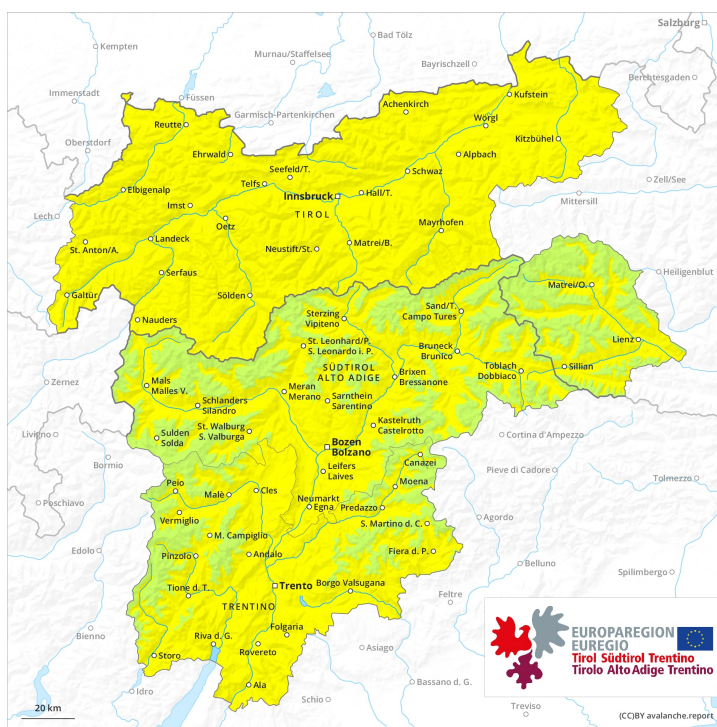 Salzburg
Kempten
Bad Tölz
Murnau/Staffelsee
Bayrischzell
Berchtesgaden
Immenstadt
Füssen
Achenkirch
Kufstein
Garmisch-Partenkirchen
Reutte
Wörgl
Oberstdorf
Kitzbühel
Ehrwald
Alpbach
Seefeld/T.
Schwaz
Zell/See
Elbigenalp
Telfs
Innsbruck
Hall/T.
Mittersill
Imst
TIROL
Lech
Oetz
Mayrhofen
Landeck
Matrei/B.
St. Anton/A.
Neustift/St.
Serfaus
Heiligenblut
Matrei/O.
Galtür
Sölden
Nauders
Sterzing
Vipiteno
Sand/T.
Campo Tures
Lienz
St. Leonhard/P.
S. Leonardo i. P.
Bruneck
Brunico
SÜDTIROL
ALTO ADIGE
Toblach
Dobbiaco
Sillian
Zernez
Mals
Malles V.
Meran
Merano
Brixen
Bressanone
Schlanders
Silandro
Sarnthein
Sarentino
Kastelruth
Castelrotto
Livigno
Sulden
Solda
St. Walburg
S. Valburga
Cortina d'Ampezzo
Bozen
Bolzano
Bormio
Leifers
Laives
Canazei
Pieve di Cadore
Tolmezzo
Poschiavo
Peio
Malè
Cles
Moena
Neumarkt
Egna
Predazzo
Vermiglio
Agordo
S. Martino d. C.
M. Campiglio
Edolo
Pinzolo
Andalo
Fiera d. P.
Belluno
Spilimbergo
Tione d. T.
Trento
Borgo Valsugana
Feltre
TRENTINO
Bienno
Folgaria
Riva d. G.
Asiago
Storo
Rovereto
Bassano d. G.
Idro
Ala
Schio
Treviso
EUROPAREGION
EUREGIO
Tirol Südtirol Trentino
Tirolo Alto Adige Trentino
20 km
(CC)BY avalanche.report